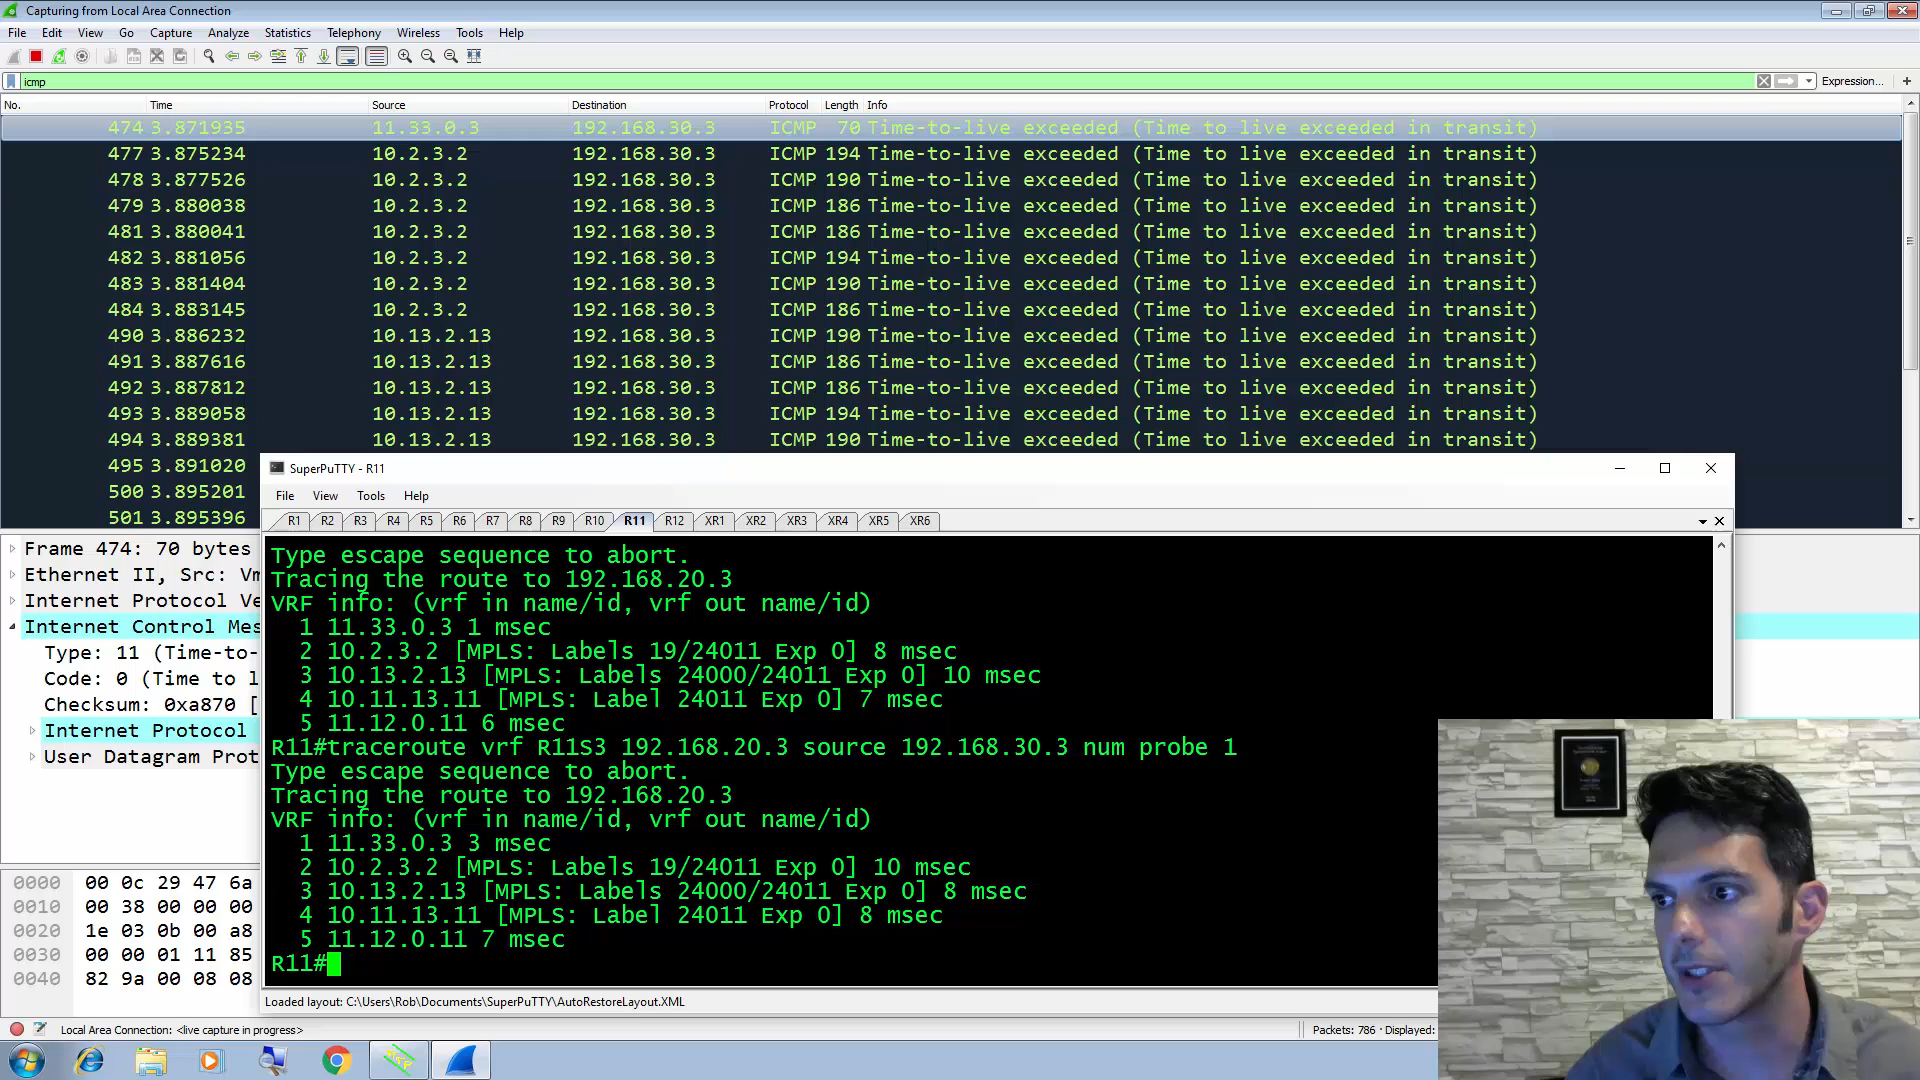 Capturing from Local Area Connection
File Edit View Go Capture Analyze Statistics Telephony Wireless Tools Help
icmp
Expression...
No. Time Source Destination Protocol Length Info
474 3.871935 11.33.0.3 192.168.30.3 ICMP 70 Time-to-live exceeded (Time to live exceeded in transit)
477 3.875234 10.2.3.2 192.168.30.3 ICMP 194 Time-to-live exceeded (Time to live exceeded in transit)
478 3.877526 10.2.3.2 192.168.30.3 ICMP 190 Time-to-live exceeded (Time to live exceeded in transit)
479 3.880038 10.2.3.2 192.168.30.3 ICMP 186 Time-to-live exceeded (Time to live exceeded in transit)
481 3.880041 10.2.3.2 192.168.30.3 ICMP 186 Time-to-live exceeded (Time to live exceeded in transit)
482 3.881056 10.2.3.2 192.168.30.3 ICMP 194 Time-to-live exceeded (Time to live exceeded in transit)
483 3.881404 10.2.3.2 192.168.30.3 ICMP 190 Time-to-live exceeded (Time to live exceeded in transit)
484 3.883145 10.2.3.2 192.168.30.3 ICMP 186 Time-to-live exceeded (Time to live exceeded in transit)
490 3.886232 10.13.2.13 192.168.30.3 ICMP 190 Time-to-live exceeded (Time to live exceeded in transit)
491 3.887616 10.13.2.13 192.168.30.3 ICMP 186 Time-to-live exceeded (Time to live exceeded in transit)
492 3.887812 10.13.2.13 192.168.30.3 ICMP 186 Time-to-live exceeded (Time to live exceeded in transit)
493 3.889058 10.13.2.13 192.168.30.3 ICMP 194 Time-to-live exceeded (Time to live exceeded in transit)
494 3.889381 10.13.2.13 192.168.30.3 ICMP 190 Time-to-live exceeded (Time to live exceeded in transit)
495 3.891020
500 3.895201
501 3.895396
Frame 474: 70 bytes
Ethernet II, Src: Vm
Internet Protocol Ve
Internet Control Mes
Type: 11 (Time-to-
Code: 0 (Time to l
Checksum: 0xa870 [
Internet Protocol
User Datagram Prot
0000 00 0c 29 47 6a
0010 00 38 00 00 00
0020 1e 03 0b 00 a8
0030 00 00 01 11 85
0040 82 9a 00 08 08
SuperPuTTY - R11
File View Tools Help
R1 R2 R3 R4 R5 R6 R7 R8 R9 R10 R11 R12 XR1 XR2 XR3 XR4 XR5 XR6
Type escape sequence to abort.
Tracing the route to 192.168.20.3
VRF info: (vrf in name/id, vrf out name/id)
1 11.33.0.3 1 msec
2 10.2.3.2 [MPLS: Labels 19/24011 Exp 0] 8 msec
3 10.13.2.13 [MPLS: Labels 24000/24011 Exp 0] 10 msec
4 10.11.13.11 [MPLS: Label 24011 Exp 0] 7 msec
5 11.12.0.11 6 msec
R11#traceroute vrf R11S3 192.168.20.3 source 192.168.30.3 num probe 1
Type escape sequence to abort.
Tracing the route to 192.168.20.3
VRF info: (vrf in name/id, vrf out name/id)
1 11.33.0.3 3 msec
2 10.2.3.2 [MPLS: Labels 19/24011 Exp 0] 10 msec
3 10.13.2.13 [MPLS: Labels 24000/24011 Exp 0] 8 msec
4 10.11.13.11 [MPLS: Label 24011 Exp 0] 8 msec
5 11.12.0.11 7 msec
R11#
Loaded layout: C:\Users\Rob\Documents\SuperPuTTY\AutoRestoreLayout.XML
Local Area Connection: <live capture in progress>
Packets: 786 · Displayed: